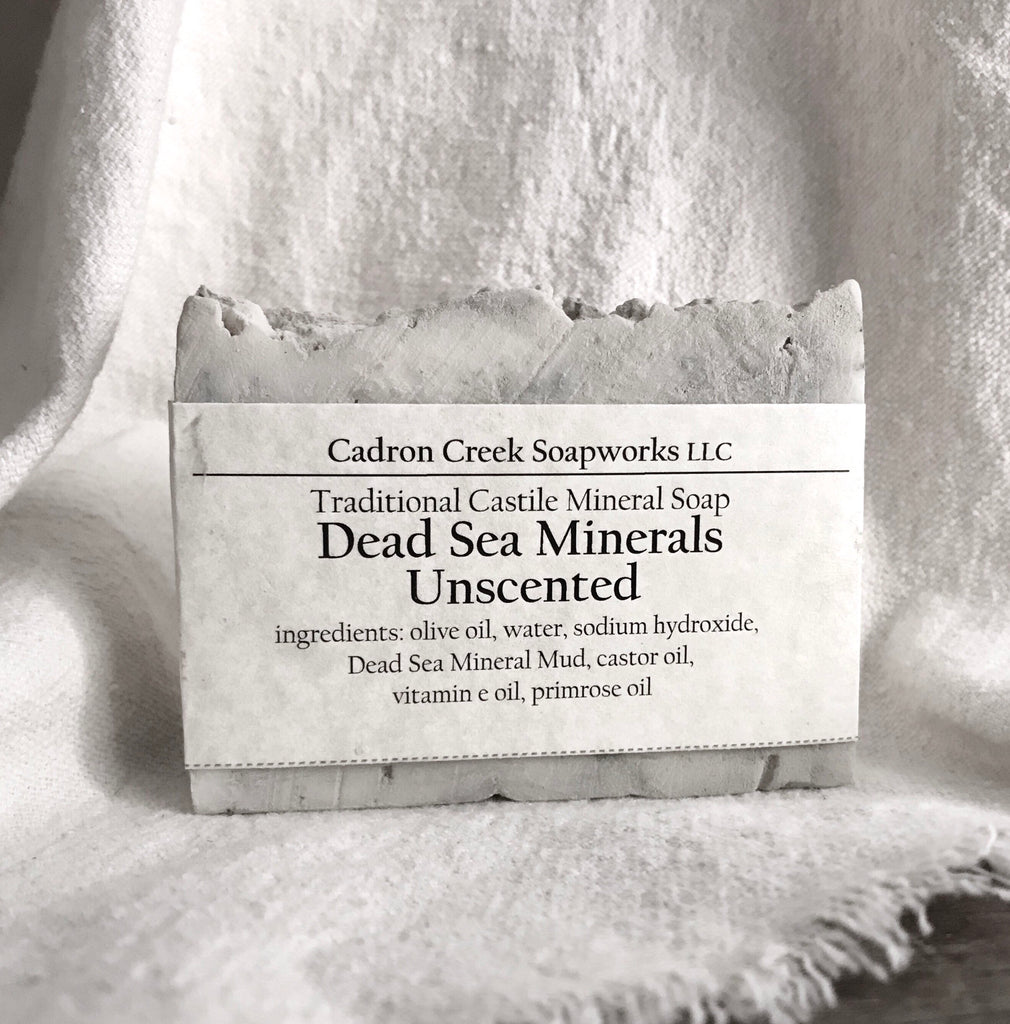 Cadron Creek Soapworks LLC
Traditional Castile Mineral Soap
Dead Sea Minerals
Unscented
ingredients: olive oil, water, sodium hydroxide,
Dead Sea Mineral Mud, castor oil,
vitamin e oil, primrose oil